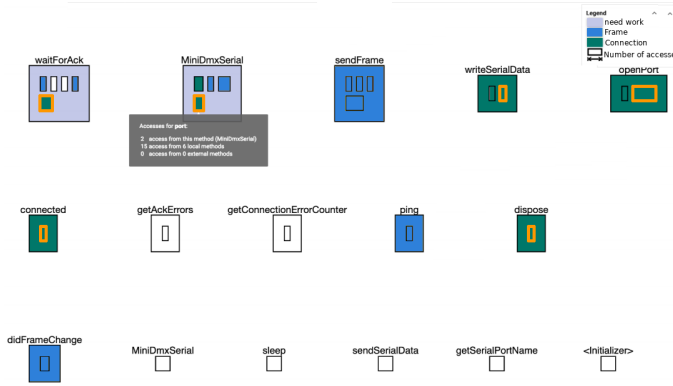 Legend
need work
Frame
Connection
Number of accesse
waitForAck
MiniDmxSerial
sendFrame
writeSerialData
openPort
Accesses for port:
2 access from this method (MiniDmxSerial)
15 access from 6 local methods
0 access from 0 external methods
connected
getAckErrors
getConnectionErrorCounter
ping
dispose
didFrameChange
MiniDmxSerial
sleep
sendSerialData
getSerialPortName
<Initializer>